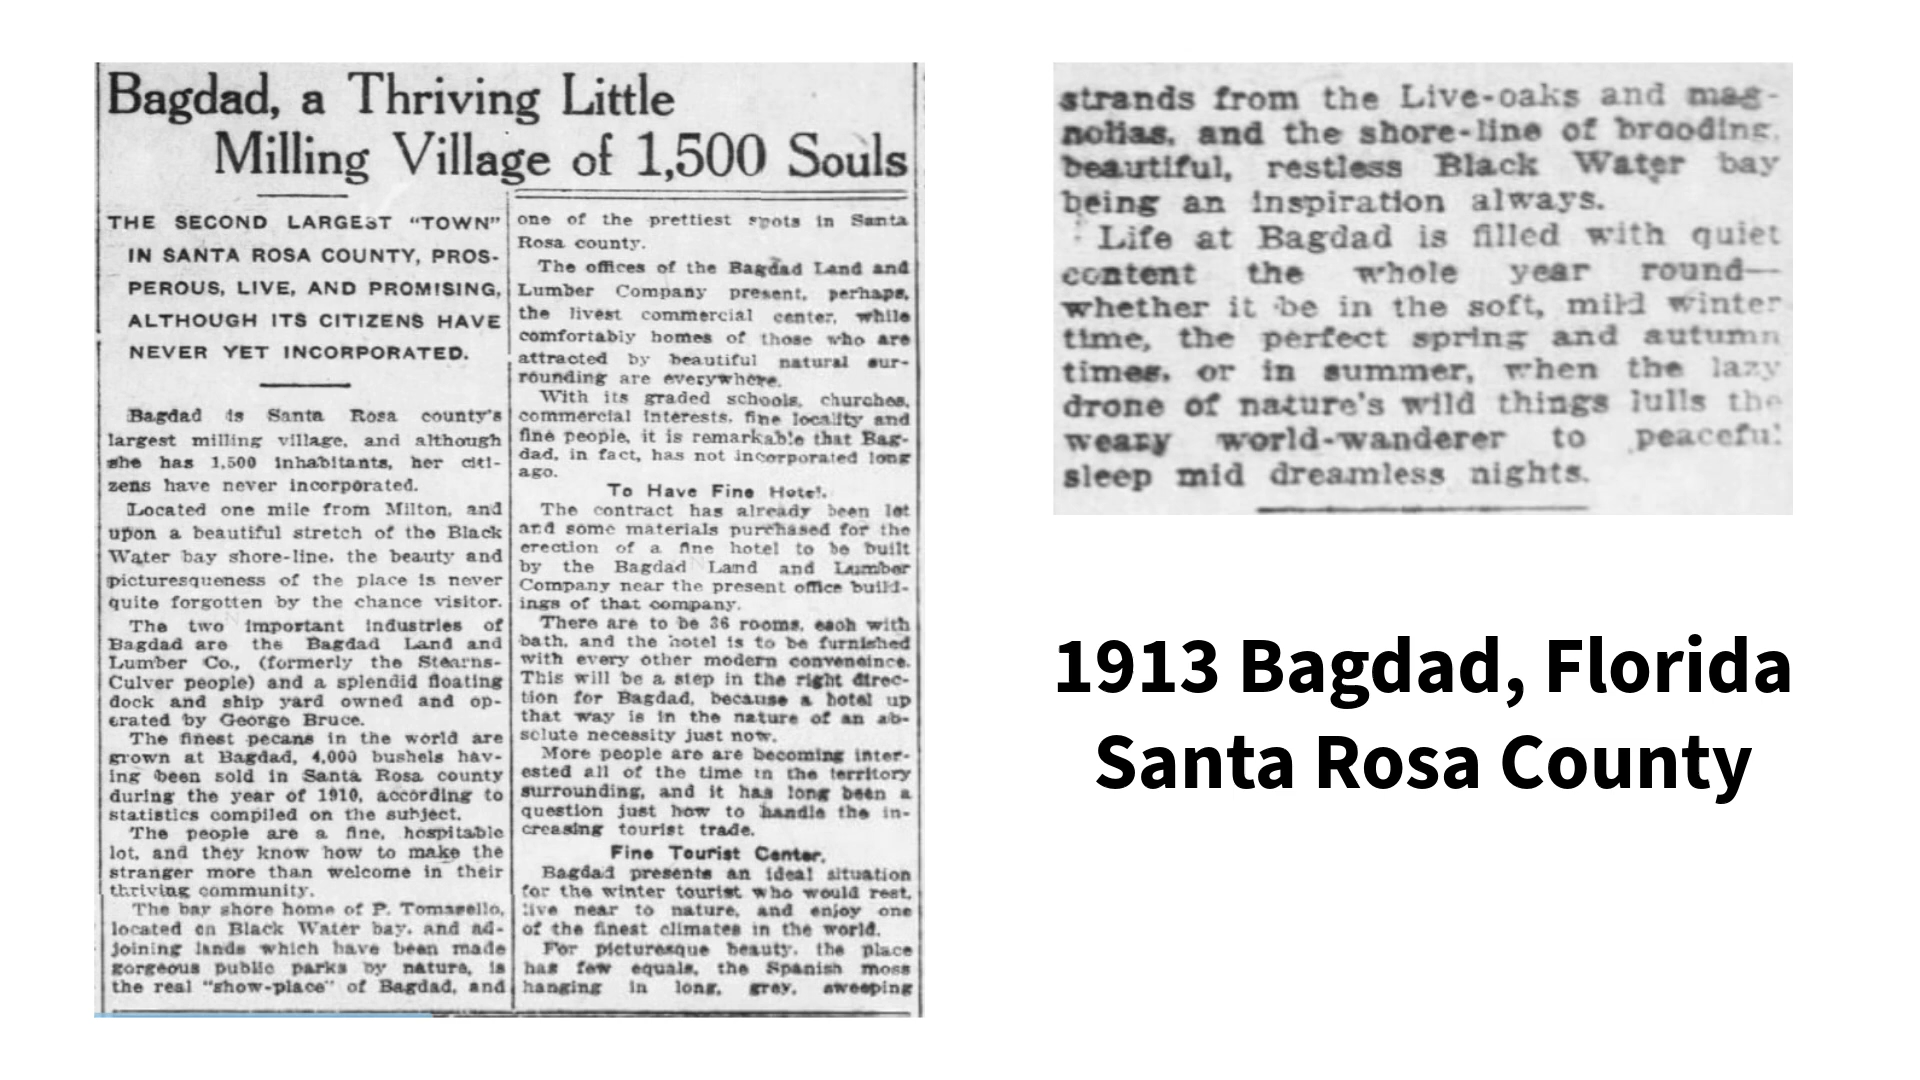 Bagdad, a Thriving Little
Milling Village of 1,500 Souls
THE SECOND LARGEST “TOWN”
IN SANTA ROSA COUNTY, PROS-
PEROUS, LIVE, AND PROMISING,
ALTHOUGH ITS CITIZENS HAVE
NEVER YET INCORPORATED.
Bagdad is Santa Rosa county's
largest milling village, and although
she has 1,500 inhabitants, her citi-
zens have never incorporated.
Located one mile from Milton, and
upon a beautiful stretch of the Black
Water bay shore-line, the beauty and
picturesqueness of the place is never
quite forgotten by the chance visitor.
The two important industries of
Bagdad are the Bagdad Land and
Lumber Co., (formerly the Stearns-
Culver people) and a splendid floating
dock and ship yard owned and op-
erated by George Bruce.
The finest pecans in the world are
grown at Bagdad, 4,000 bushels hav-
ing been sold in Santa Rosa county
during the year of 1910, according to
statistics compiled on the subject.
The people are a fine, hospitable
lot, and they know how to make the
stranger more than welcome in their
thriving community.
The bay shore home of P. Tomasello,
located on Black Water bay, and ad-
joining lands which have been made
gorgeous public parks by nature, is
the real "show-place" of Bagdad, and
one of the prettiest spots in Santa
Rosa county.
The offices of the Bagdad Land and
Lumber Company present, perhaps,
the livest commercial center, while
comfortably homes of those who are
attracted by beautiful natural sur-
rounding are everywhere.
With its graded schools, churches,
commercial interests, fine locality and
fine people, it is remarkable that Bag-
dad, in fact, has not incorporated long
ago.
To Have Fine Hotel.
The contract has already been let
and some materials purchased for the
erection of a fine hotel to be built
by the Bagdad Land and Lumber
Company near the present office build-
ings of that company.
There are to be 36 rooms, each with
bath, and the hotel is to be furnished
with every other modern conveneince.
This will be a step in the right direc-
tion for Bagdad, because a hotel up
that way is in the nature of an ab-
solute necessity just now.
More people are are becoming inter-
ested all of the time in the territory
surrounding, and it has long been a
question just how to handle the in-
creasing tourist trade.
Fine Tourist Center.
Bagdad presents an ideal situation
for the winter tourist who would rest,
live near to nature, and enjoy one
of the finest climates in the world.
For picturesque beauty, the place
has few equals, the Spanish moss
hanging in long, grey, sweeping
strands from the Live-oaks and mag-
nolias, and the shore-line of brooding,
beautiful, restless Black Water bay
being an inspiration always.
Life at Bagdad is filled with quiet
content the whole year round—
whether it be in the soft, mild winter
time, the perfect spring and autumn
times, or in summer, when the lazy
drone of nature's wild things lulls the
weary world-wanderer to peaceful
sleep mid dreamless nights.
1913 Bagdad, Florida
Santa Rosa County